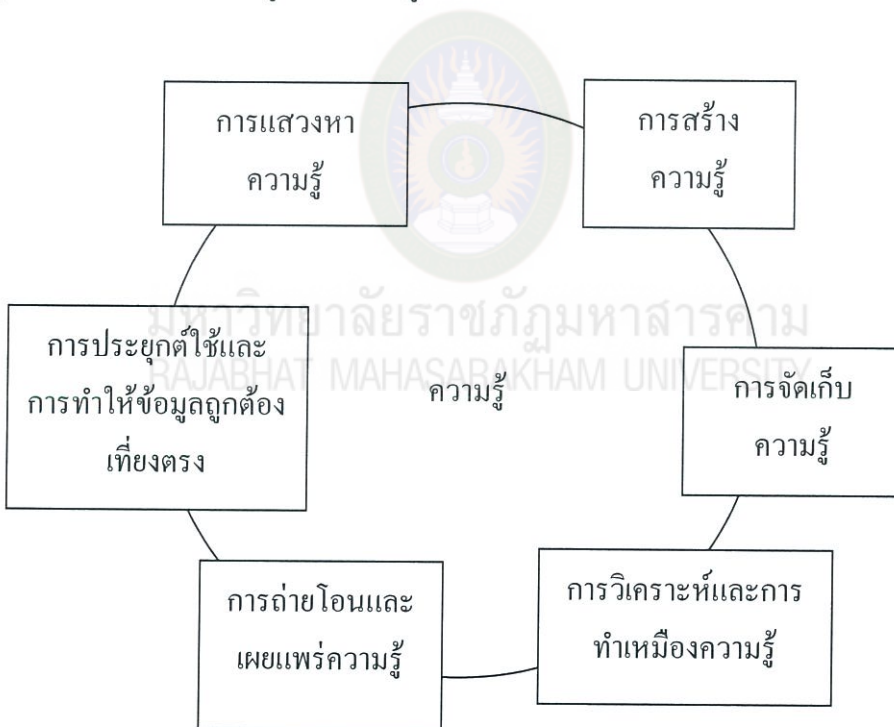 การแสวงหา
ความรู้
การสร้าง
ความรู้
มหาวิทยาลัยราชภัฏมหาสารคาม
RAJABHAT MAHASARAKHAM UNIVERSITY
การประยุกต์ใช้และ
การทำให้ข้อมูลถูกต้อง
เที่ยงตรง
ความรู้
การจัดเก็บ
ความรู้
การถ่ายโอนและ
เผยแพร่ความรู้
การวิเคราะห์และการ
ทำเหมืองความรู้